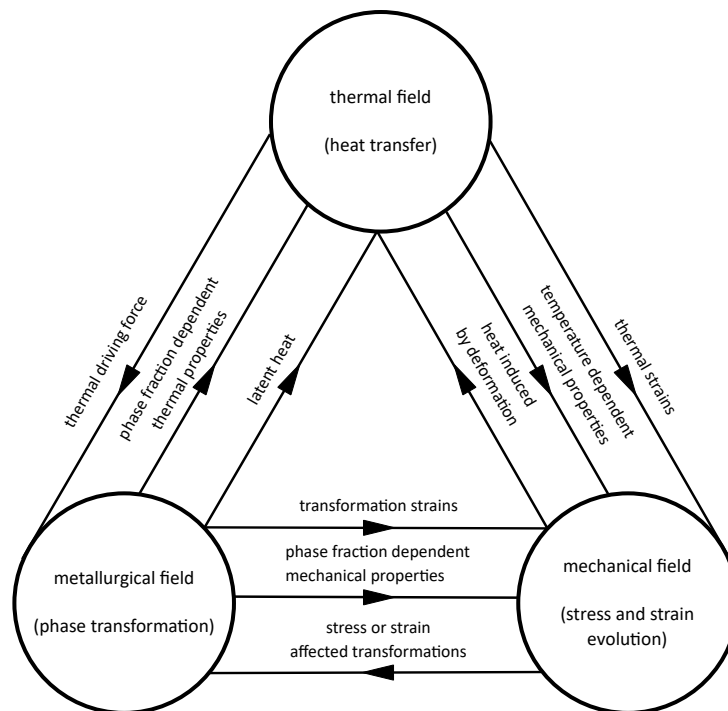 thermal field
(heat transfer)
thermal driving force
phase fraction dependent
thermal properties
latent heat
heat induced
by deformation
temperature dependent
mechanical properties
thermal strains
transformation strains
phase fraction dependent
mechanical properties
stress or strain
affected transformations
metallurgical field
(phase transformation)
mechanical field
(stress and strain
evolution)